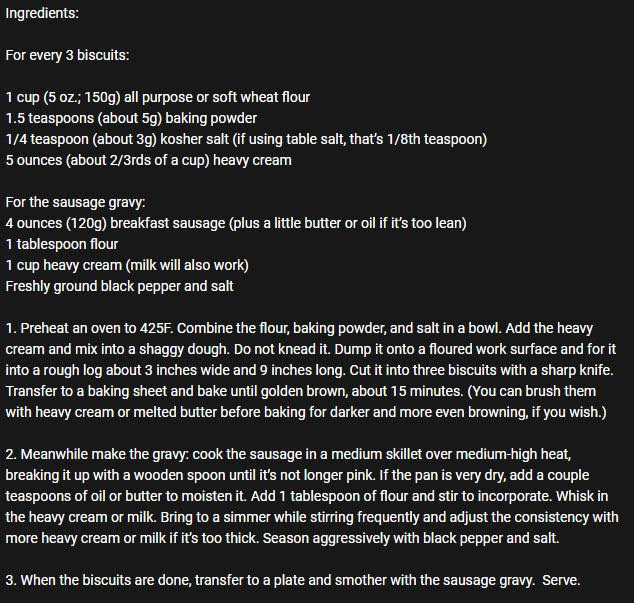 Ingredients:
For every 3 biscuits:
1 cup (5 oz.; 150g) all purpose or soft wheat flour
1.5 teaspoons (about 5g) baking powder
1/4 teaspoon (about 3g) kosher salt (if using table salt, that's 1/8th teaspoon)
5 ounces (about 2/3rds of a cup) heavy cream
For the sausage gravy:
4 ounces (120g) breakfast sausage (plus a little butter or oil if it's too lean)
1 tablespoon flour
1 cup heavy cream (milk will also work)
Freshly ground black pepper and salt
1. Preheat an oven to 425F. Combine the flour, baking powder, and salt in a bowl. Add the heavy
cream and mix into a shaggy dough. Do not knead it. Dump it onto a floured work surface and for it
into a rough log about 3 inches wide and 9 inches long. Cut it into three biscuits with a sharp knife.
Transfer to a baking sheet and bake until golden brown, about 15 minutes. (You can brush them
with heavy cream or melted butter before baking for darker and more even browning, if you wish.)
2. Meanwhile make the gravy: cook the sausage in a medium skillet over medium-high heat,
breaking it up with a wooden spoon until it's not longer pink. If the pan is very dry, add a couple
teaspoons of oil or butter to moisten it. Add 1 tablespoon of flour and stir to incorporate. Whisk in
the heavy cream or milk. Bring to a simmer while stirring frequently and adjust the consistency with
more heavy cream or milk if it's too thick. Season aggressively with black pepper and salt.
3. When the biscuits are done, transfer to a plate and smother with the sausage gravy. Serve.